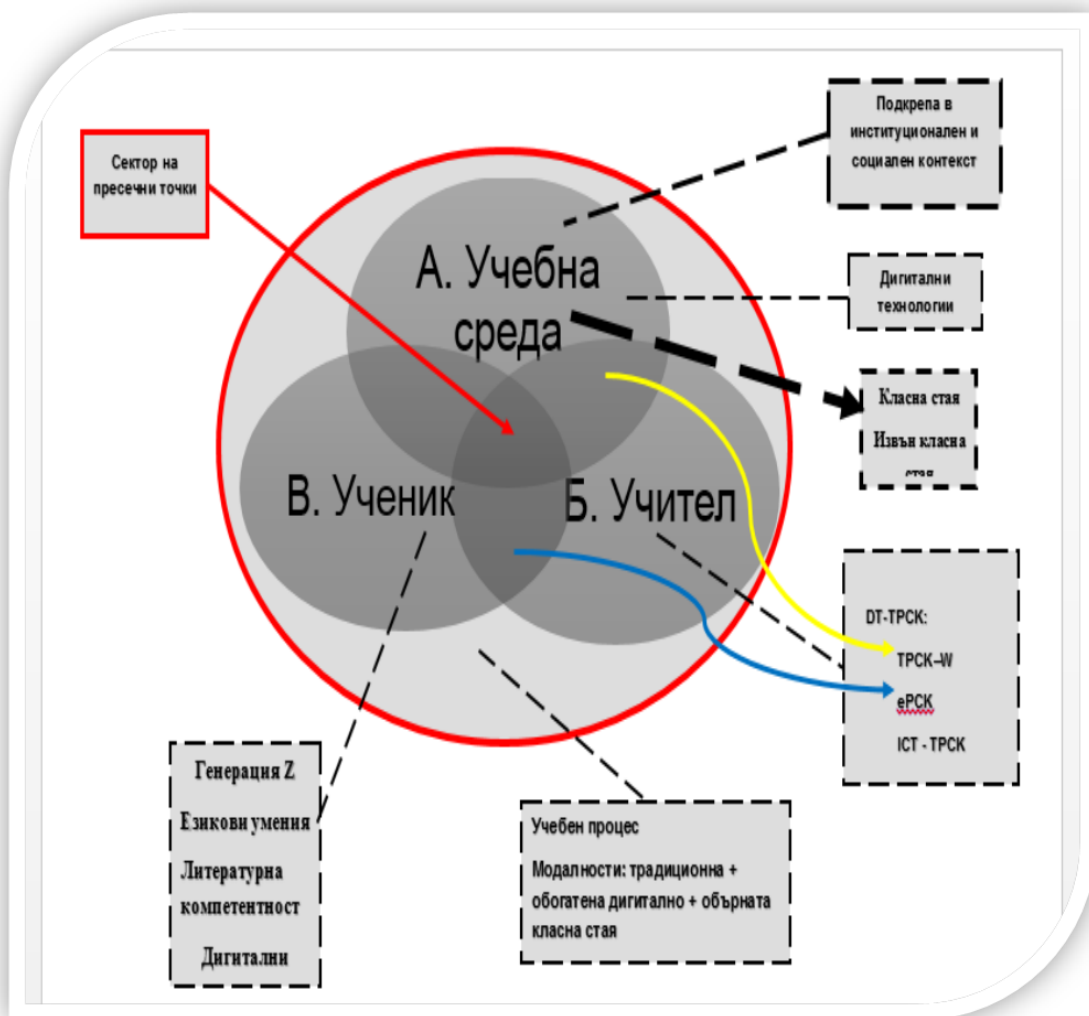 Подкрепа в
институционален и
социален контекст
Сектор на
пресечни точки
А. Учебна
среда
Дигитални
технологии
Класна стая
Извън класна
В. Ученик
Б. Учител
DT-TPCK:
TPCK–W
ePCK
ICT - TPCK
Генерация Z
Езикови умения
Литературна
компетентност
Дигитални
Учебен процес
Модалности: традиционна +
обогатена дигитално + обърната
класна стая